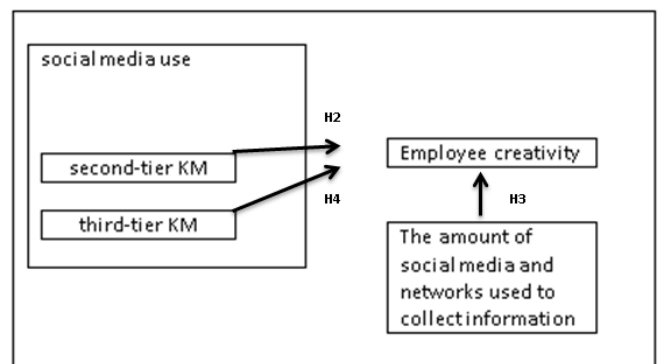 social media use
H2
second-tier KM
Employee creativity
third-tier KM
H4
H3
The amount of
social media and
networks used to
collect information